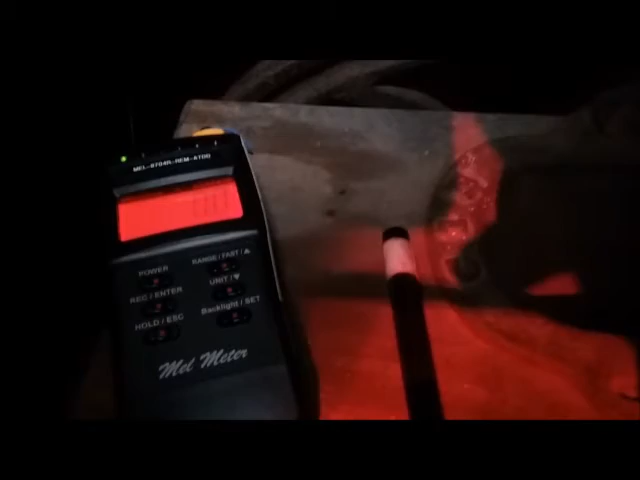 MEL-8704R-REM-ATDD
POWER
RANGE / FAST / ▲
REC / ENTER
UNIT / ▼
HOLD / ESC
Backlight / SET
Mel Meter